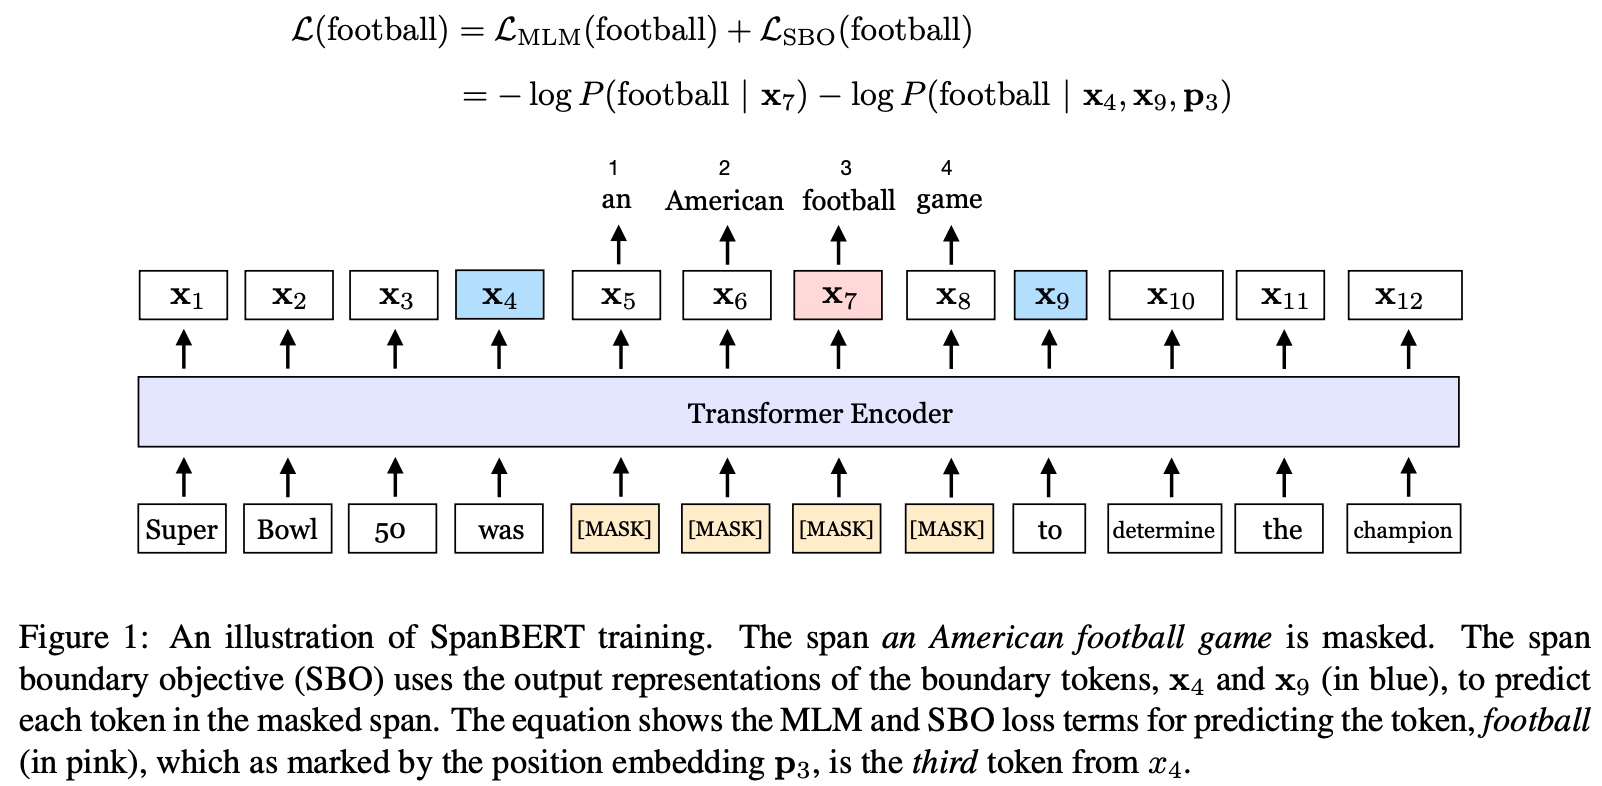 ℒ(football) = ℒ_MLM(football) + ℒ_SBO(football)
= − log P(football | x₇) − log P(football | x₄, x₉, p₃)
1 2 3 4
an American football game
x₁ x₂ x₃ x₄ x₅ x₆ x₇ x₈ x₉ x₁₀ x₁₁ x₁₂
Transformer Encoder
Super Bowl 50 was [MASK] [MASK] [MASK] [MASK] to determine the champion
Figure 1: An illustration of SpanBERT training. The span an American football game is masked. The span
boundary objective (SBO) uses the output representations of the boundary tokens, x₄ and x₉ (in blue), to predict
each token in the masked span. The equation shows the MLM and SBO loss terms for predicting the token, football
(in pink), which as marked by the position embedding p₃, is the third token from x₄.